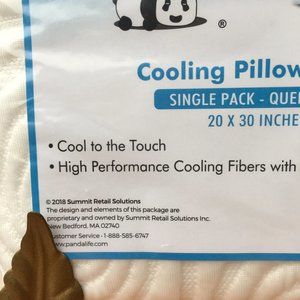 ®
Cooling Pillow
SINGLE PACK - QUE
20 X 30 INCHE
• Cool to the Touch
• High Performance Cooling Fibers with
© 2018 Summit Retail Solutions
The design and elements of this package are
proprietary and owned by Summit Retail Solutions Inc.
New Bedford, MA 02740
ustomer Service · 1-888-585-6747
www.pandalife.com